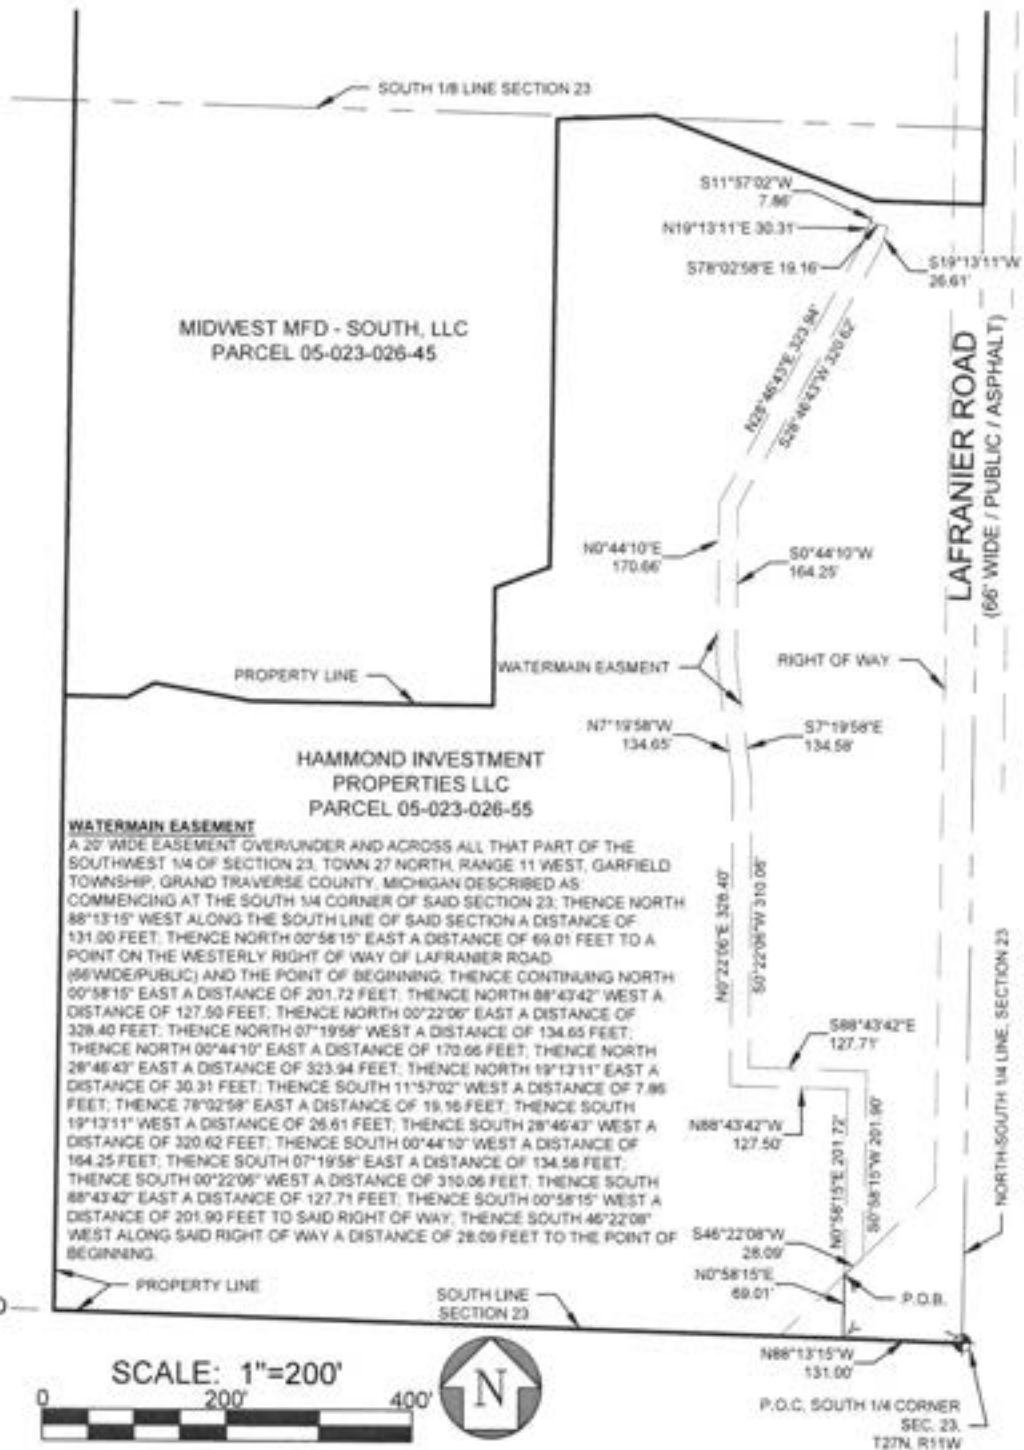 SOUTH 1/8 LINE SECTION 23
S11°57'02"W
7.86'
N19°13'11"E 30.31'
S78°02'58"E 19.16'
S19°13'11"W
26.61'
MIDWEST MFD - SOUTH, LLC
PARCEL 05-023-026-45
N28°46'43"E 323.94'
S28°46'43"W 320.62'
LAFRANIER ROAD
(66' WIDE / PUBLIC / ASPHALT)
N0°44'10"E
170.66'
S0°44'10"W
164.25'
PROPERTY LINE
WATERMAIN EASMENT
RIGHT OF WAY
N7°19'58"W
134.65'
S7°19'58"E
134.58'
HAMMOND INVESTMENT
PROPERTIES LLC
PARCEL 05-023-026-55
WATERMAIN EASEMENT
A 20' WIDE EASEMENT OVER/UNDER AND ACROSS ALL THAT PART OF THE
SOUTHWEST 1/4 OF SECTION 23, TOWN 27 NORTH, RANGE 11 WEST, GARFIELD
TOWNSHIP, GRAND TRAVERSE COUNTY, MICHIGAN DESCRIBED AS:
COMMENCING AT THE SOUTH 1/4 CORNER OF SAID SECTION 23; THENCE NORTH
88°13'15" WEST ALONG THE SOUTH LINE OF SAID SECTION A DISTANCE OF
131.00 FEET; THENCE NORTH 00°58'15" EAST A DISTANCE OF 69.01 FEET TO A
POINT ON THE WESTERLY RIGHT OF WAY OF LAFRANIER ROAD
(66'WIDE/PUBLIC) AND THE POINT OF BEGINNING; THENCE CONTINUING NORTH
00°58'15" EAST A DISTANCE OF 201.72 FEET; THENCE NORTH 88°43'42" WEST A
DISTANCE OF 127.50 FEET; THENCE NORTH 00°22'06" EAST A DISTANCE OF
328.40 FEET; THENCE NORTH 07°19'58" WEST A DISTANCE OF 134.65 FEET;
THENCE NORTH 00°44'10" EAST A DISTANCE OF 170.66 FEET; THENCE NORTH
28°46'43" EAST A DISTANCE OF 323.94 FEET; THENCE NORTH 19°13'11" EAST A
DISTANCE OF 30.31 FEET; THENCE SOUTH 11°57'02" WEST A DISTANCE OF 7.86
FEET; THENCE 78°02'58" EAST A DISTANCE OF 19.16 FEET; THENCE SOUTH
19°13'11" WEST A DISTANCE OF 26.61 FEET; THENCE SOUTH 28°46'43" WEST A
DISTANCE OF 320.62 FEET; THENCE SOUTH 00°44'10" WEST A DISTANCE OF
164.25 FEET; THENCE SOUTH 07°19'58" EAST A DISTANCE OF 134.58 FEET;
THENCE SOUTH 00°22'06" WEST A DISTANCE OF 310.06 FEET; THENCE SOUTH
88°43'42" EAST A DISTANCE OF 127.71 FEET; THENCE SOUTH 00°58'15" WEST A
DISTANCE OF 201.90 FEET TO SAID RIGHT OF WAY; THENCE SOUTH 46°22'08"
WEST ALONG SAID RIGHT OF WAY A DISTANCE OF 28.09 FEET TO THE POINT OF
BEGINNING.
N0°22'06"E 328.40'
S0°22'06"W 310.06'
NORTH-SOUTH 1/4 LINE, SECTION 23
S88°43'42"E
127.71'
N88°43'42"W
127.50'
N0°58'15"E 201.72'
S0°58'15"W 201.90'
S46°22'08"W
28.09'
N0°58'15"E
69.01'
P.O.B.
PROPERTY LINE
SOUTH LINE
SECTION 23
N88°13'15"W
131.00'
P.O.C. SOUTH 1/4 CORNER
SEC. 23,
T27N, R11W
SCALE: 1"=200'
0 200' 400'
N